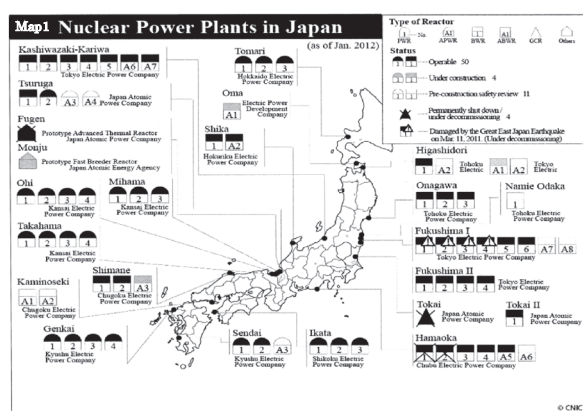 Map1 Nuclear Power Plants in Japan
(as of Jan. 2012)
Type of Reactor
1 No. A1 1 A1
PWR APWR BWR ABWR GCR Others
Status
1 Operable 50
Under construction 4
1 Pre-construction safety review 11
Permanently shut down /
under decommissioning 4
Damaged by the Great East Japan Earthquake
on Mar. 11, 2011 (Under decommissioning)
Kashiwazaki-Kariwa
1 2 3 4 5 A6 A7
Tokyo Electric Power Company
Tsuruga
1 2 A3 A4 Japan Atomic
Power Company
Fugen
Prototype Advanced Thermal Reactor
Japan Atomic Power Company
Monju
Prototype Fast Breeder Reactor
Japan Atomic Energy Agency
Ohi
1 2 3 4
Kansai Electric
Power Company
Mihama
1 2 3
Kansai Electric
Power Company
Takahama
1 2 3 4
Kansai Electric
Power Company
Kaminoseki
A1 A2
Chugoku Electric
Power Company
Shimane
1 2 A3
Chugoku Electric
Power Company
Genkai
1 2 3 4
Kyushu Electric
Power Company
Tomari
1 2 3
Hokkaido Electric
Power Company
Oma
Electric Power
Development
Company
A1
Shika
1 A2
Hokuriku Electric
Power Company
Sendai
1 2 A3
Kyushu Electric
Power Company
Ikata
1 2 3
Shikoku Electric
Power Company
Higashidori
1 A2 Tohoku
Electric A1 A2 Tokyo
Electric
Onagawa
1 2 3
Tohoku Electric
Power Company
Namie Odaka
1
Tohoku Electric
Power Company
Fukushima I
1 2 3 4 5 6 A7 A8
Tokyo Electric Power Company
Fukushima II
1 2 3 4 Tokyo Electric
Power Company
Tokai
Japan Atomic
Power Company
Tokai II
1 Japan Atomic
Power Company
Hamaoka
1 2 3 4 A5 A6
Chubu Electric Power Company
© CNIC